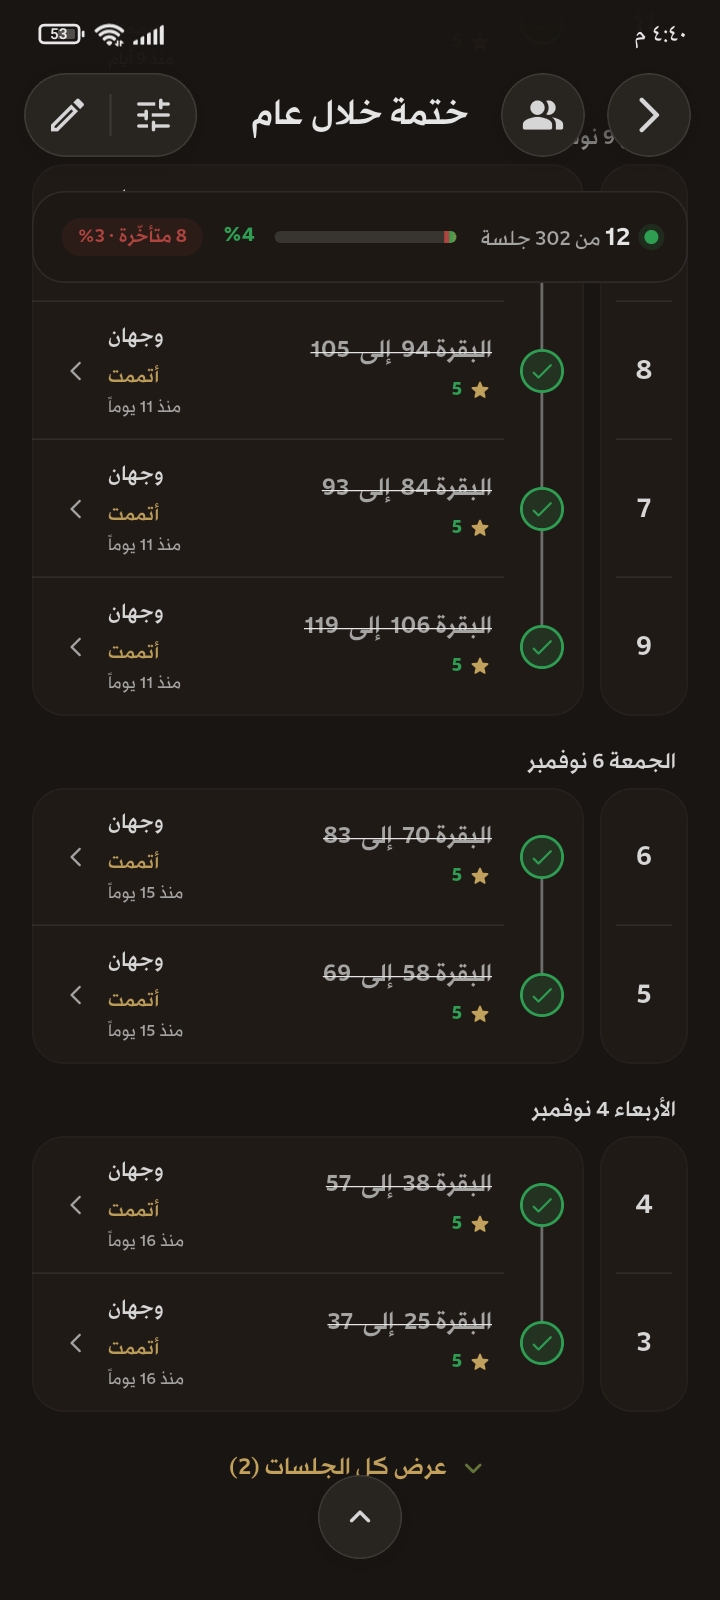 ٤:٤٠ م
53
ختمة خلال عام
9 نو
12 من 302 جلسة
%4
8 متأخّرة · 3%
8
البقرة 94 إلى 105
5
وجهان
أتممت
منذ 11 يوماً
7
البقرة 84 إلى 93
5
وجهان
أتممت
منذ 11 يوماً
9
البقرة 106 إلى 119
5
وجهان
أتممت
منذ 11 يوماً
الجمعة 6 نوفمبر
6
البقرة 70 إلى 83
5
وجهان
أتممت
منذ 15 يوماً
5
البقرة 58 إلى 69
5
وجهان
أتممت
منذ 15 يوماً
الأربعاء 4 نوفمبر
4
البقرة 38 إلى 57
5
وجهان
أتممت
منذ 16 يوماً
3
البقرة 25 إلى 37
5
وجهان
أتممت
منذ 16 يوماً
عرض كل الجلسات (2)